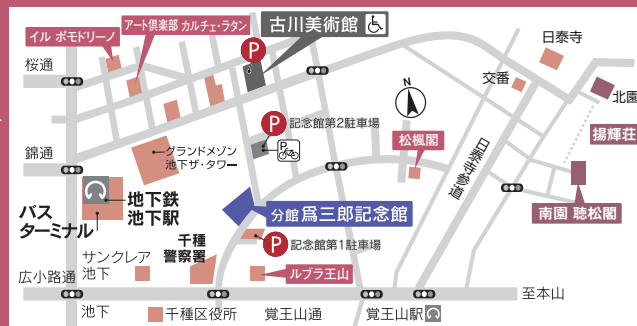 イル ポモドリーノ
アート倶楽部 カルチェ・ラタン
古川美術館
日泰寺
桜通
P
交番
N
北園
揚輝荘
P 記念館第2駐車場
P
松楓閣
錦通
グランドメゾン
池下ザ・タワー
日泰寺参道
地下鉄
池下駅
バス
ターミナル
分館 爲三郎記念館
南園 聴松閣
P 記念館第1駐車場
サンクレア
池下
千種
警察署
ルブラ王山
広小路通
至本山
池下
千種区役所
覚王山通
覚王山駅